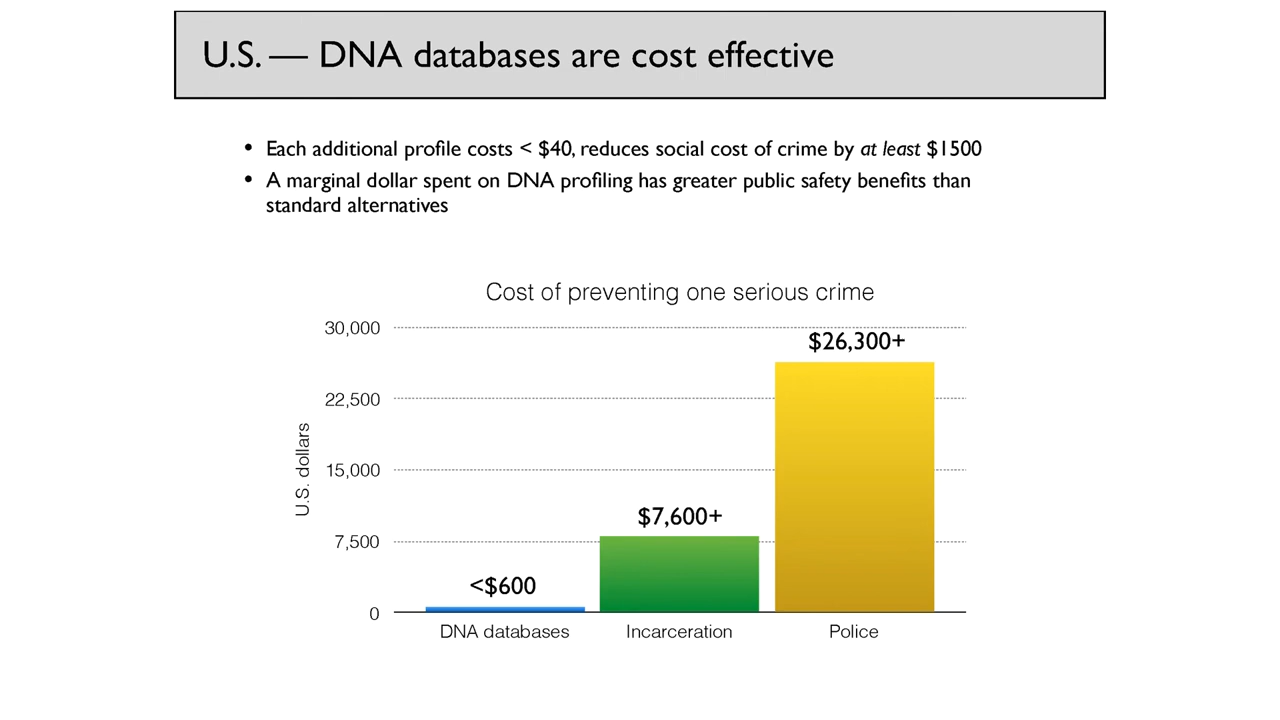 U.S. — DNA databases are cost effective
• Each additional profile costs < $40, reduces social cost of crime by at least $1500
• A marginal dollar spent on DNA profiling has greater public safety benefits than
standard alternatives
Cost of preventing one serious crime
30,000
22,500
15,000
7,500
0
U.S. dollars
<$600
$7,600+
$26,300+
DNA databases
Incarceration
Police